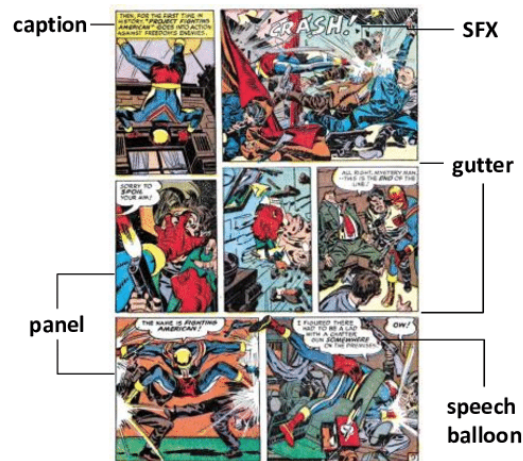 caption
THEN, FOR THE FIRST TIME IN
HISTORY, "PROJECT FIGHTING
AMERICAN" GOES INTO ACTION
AGAINST FREEDOM'S ENEMIES.
CRASH!
SFX
gutter
SORRY TO
SPOIL
YOUR AIM!
ALL RIGHT, MYSTERY MAN,
--THIS IS THE END OF THE
LINE!
panel
THE NAME IS FIGHTING
AMERICAN!
I FIGURED THERE
HAD TO BE A LAD
WITH A CHATTER
GUN SOMEWHERE
ON THE PREMISES!
OW!
speech
balloon